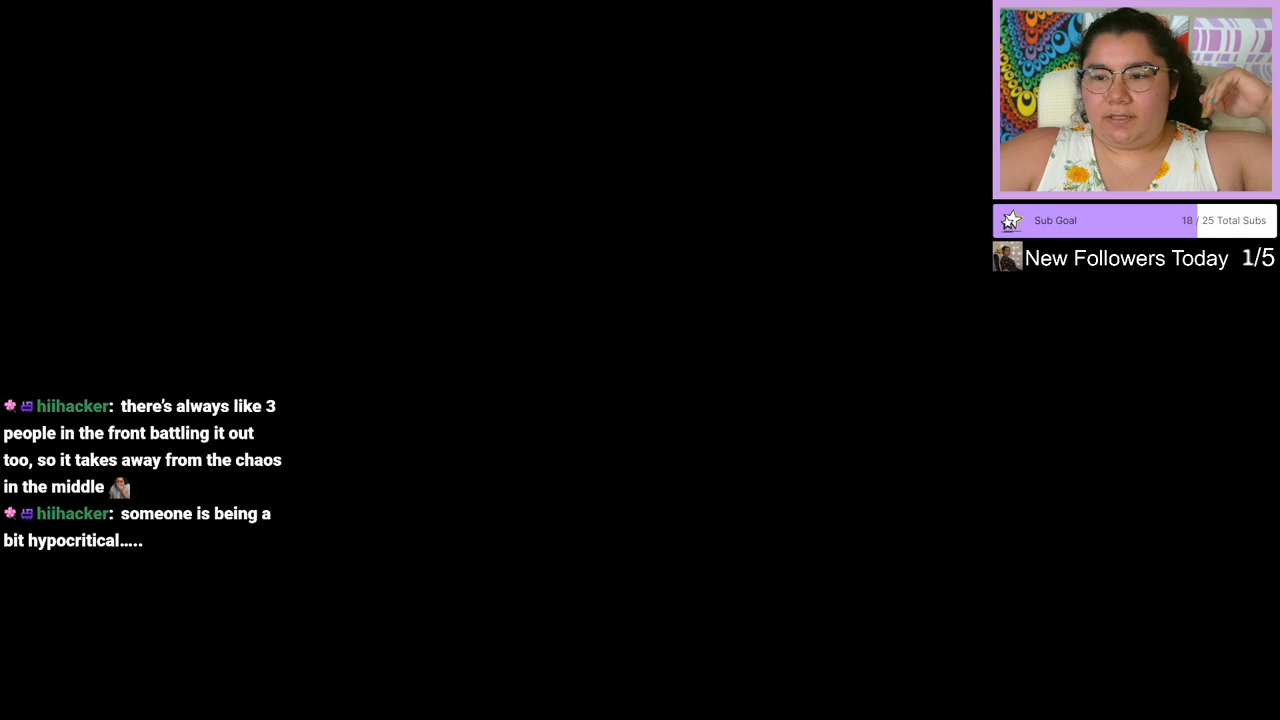 Sub Goal 18 / 25 Total Subs
New Followers Today 1/5
hiihacker: there’s always like 3
people in the front battling it out
too, so it takes away from the chaos
in the middle
hiihacker: someone is being a
bit hypocritical…..